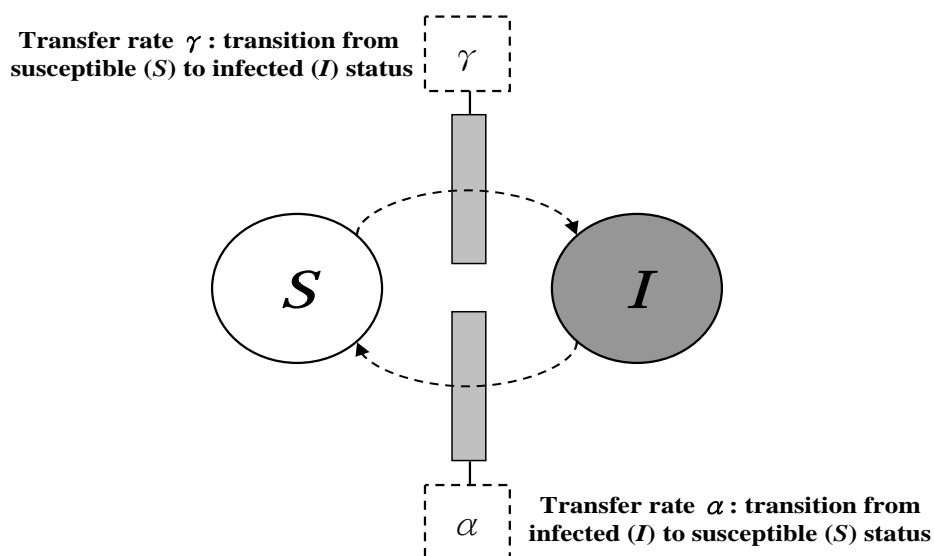 Transfer rate γ : transition from
susceptible (S) to infected (I) status
γ
S
I
α
Transfer rate α : transition from
infected (I) to susceptible (S) status